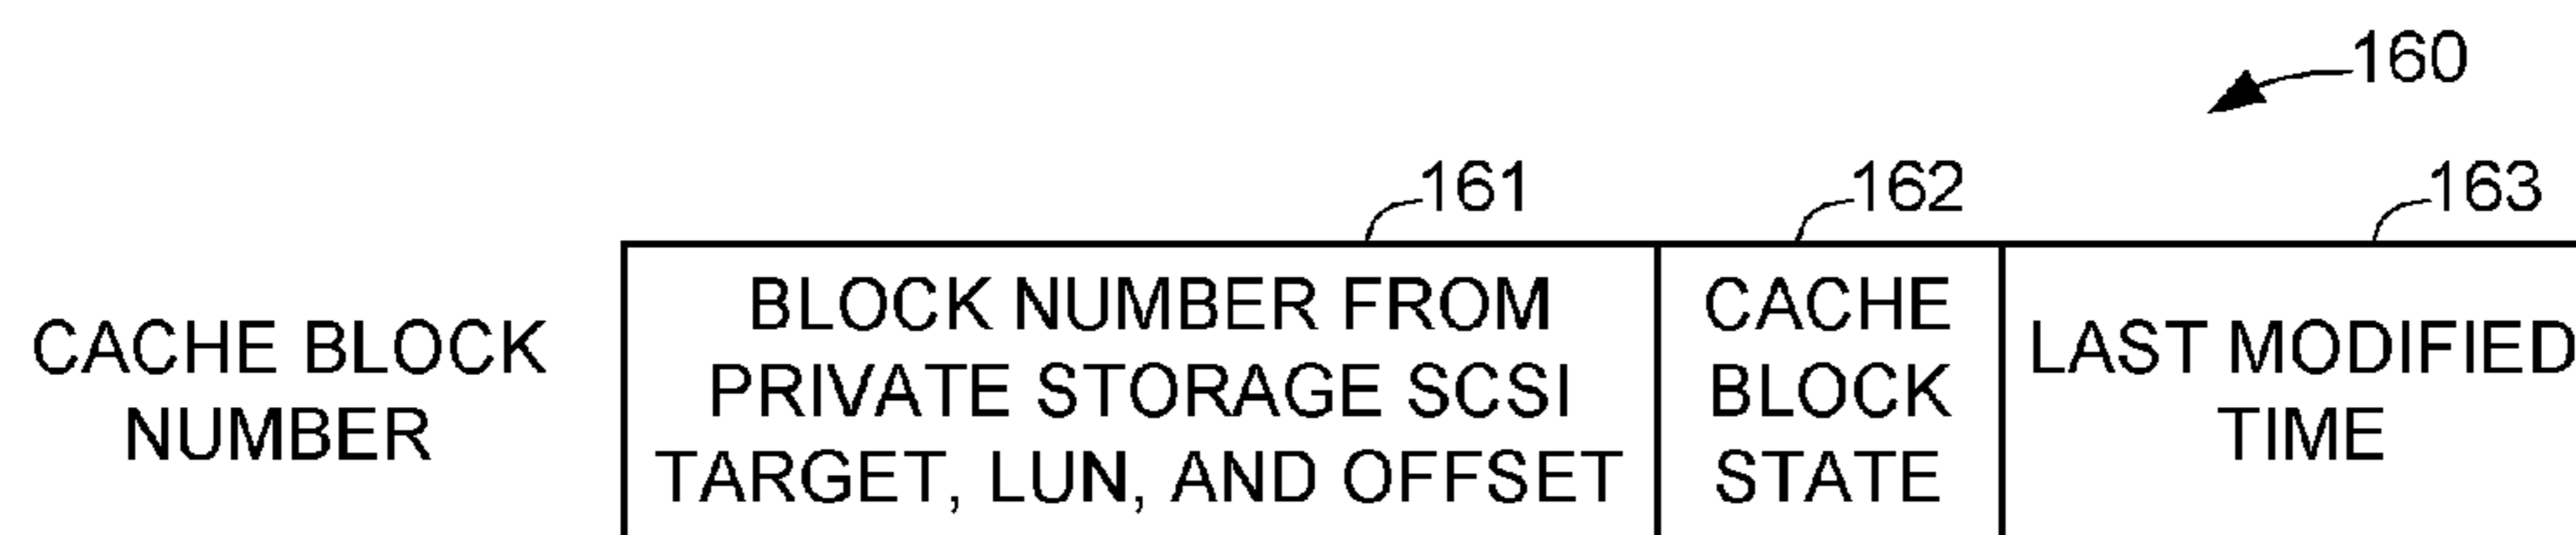 160
161
162
163
CACHE BLOCK
NUMBER
BLOCK NUMBER FROM
PRIVATE STORAGE SCSI
TARGET, LUN, AND OFFSET
CACHE
BLOCK
STATE
LAST MODIFIED
TIME